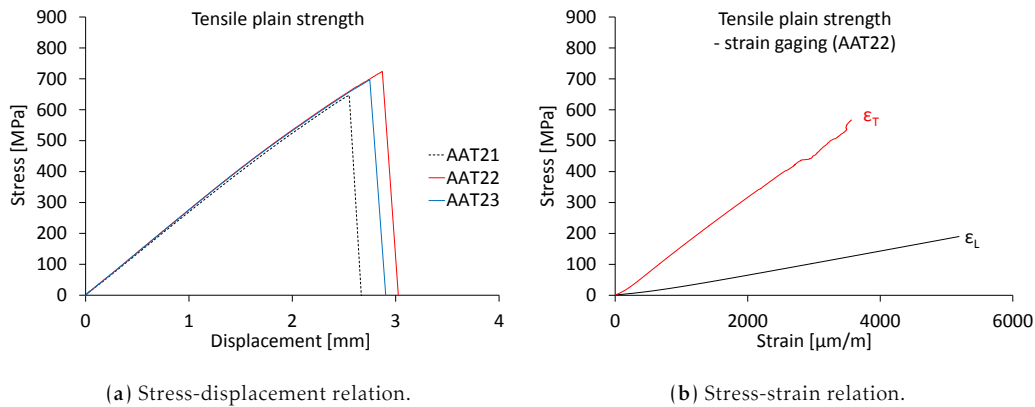 Tensile plain strength
900
800
700
600
500
400
300
200
100
0
Stress [MPa]
0 1 2 3 4
Displacement [mm]
AAT21
AAT22
AAT23
(a) Stress-displacement relation.
Tensile plain strength
- strain gaging (AAT22)
900
800
700
600
500
400
300
200
100
0
Stress [MPa]
0 2000 4000 6000
Strain [µm/m]
εT
εL
(b) Stress-strain relation.